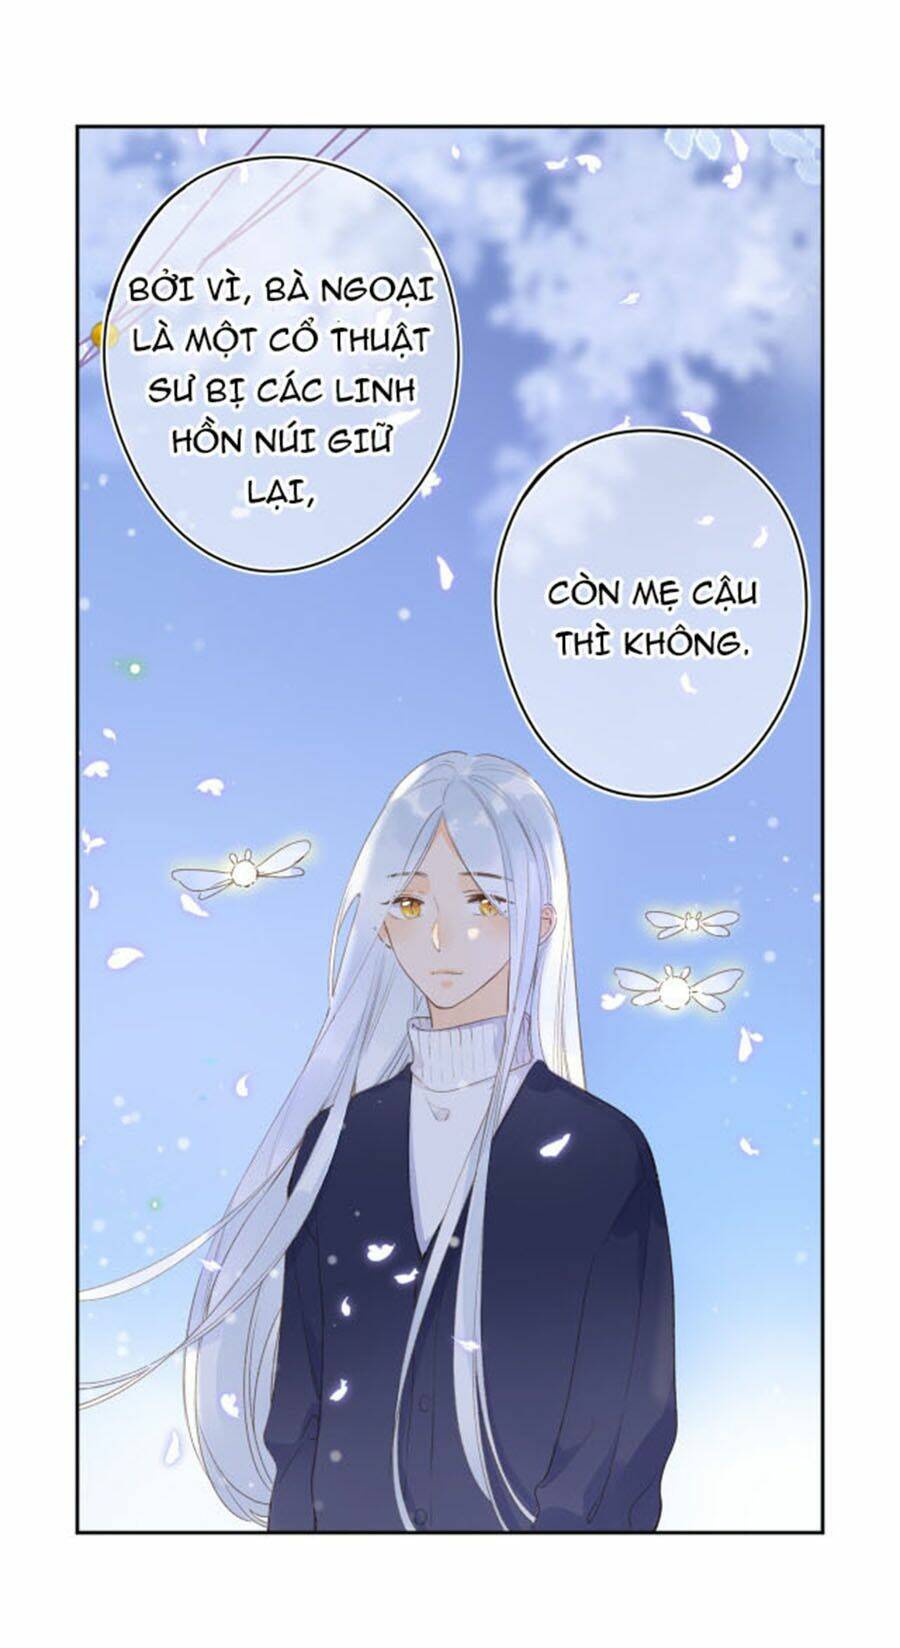 BỞI VÌ, BÀ NGOẠI
LÀ MỘT CỔ THUẬT
SƯ BỊ CÁC LINH
HỒN NÚI GIỮ
LẠI,
CÒN MẸ CẬU
THÌ KHÔNG.